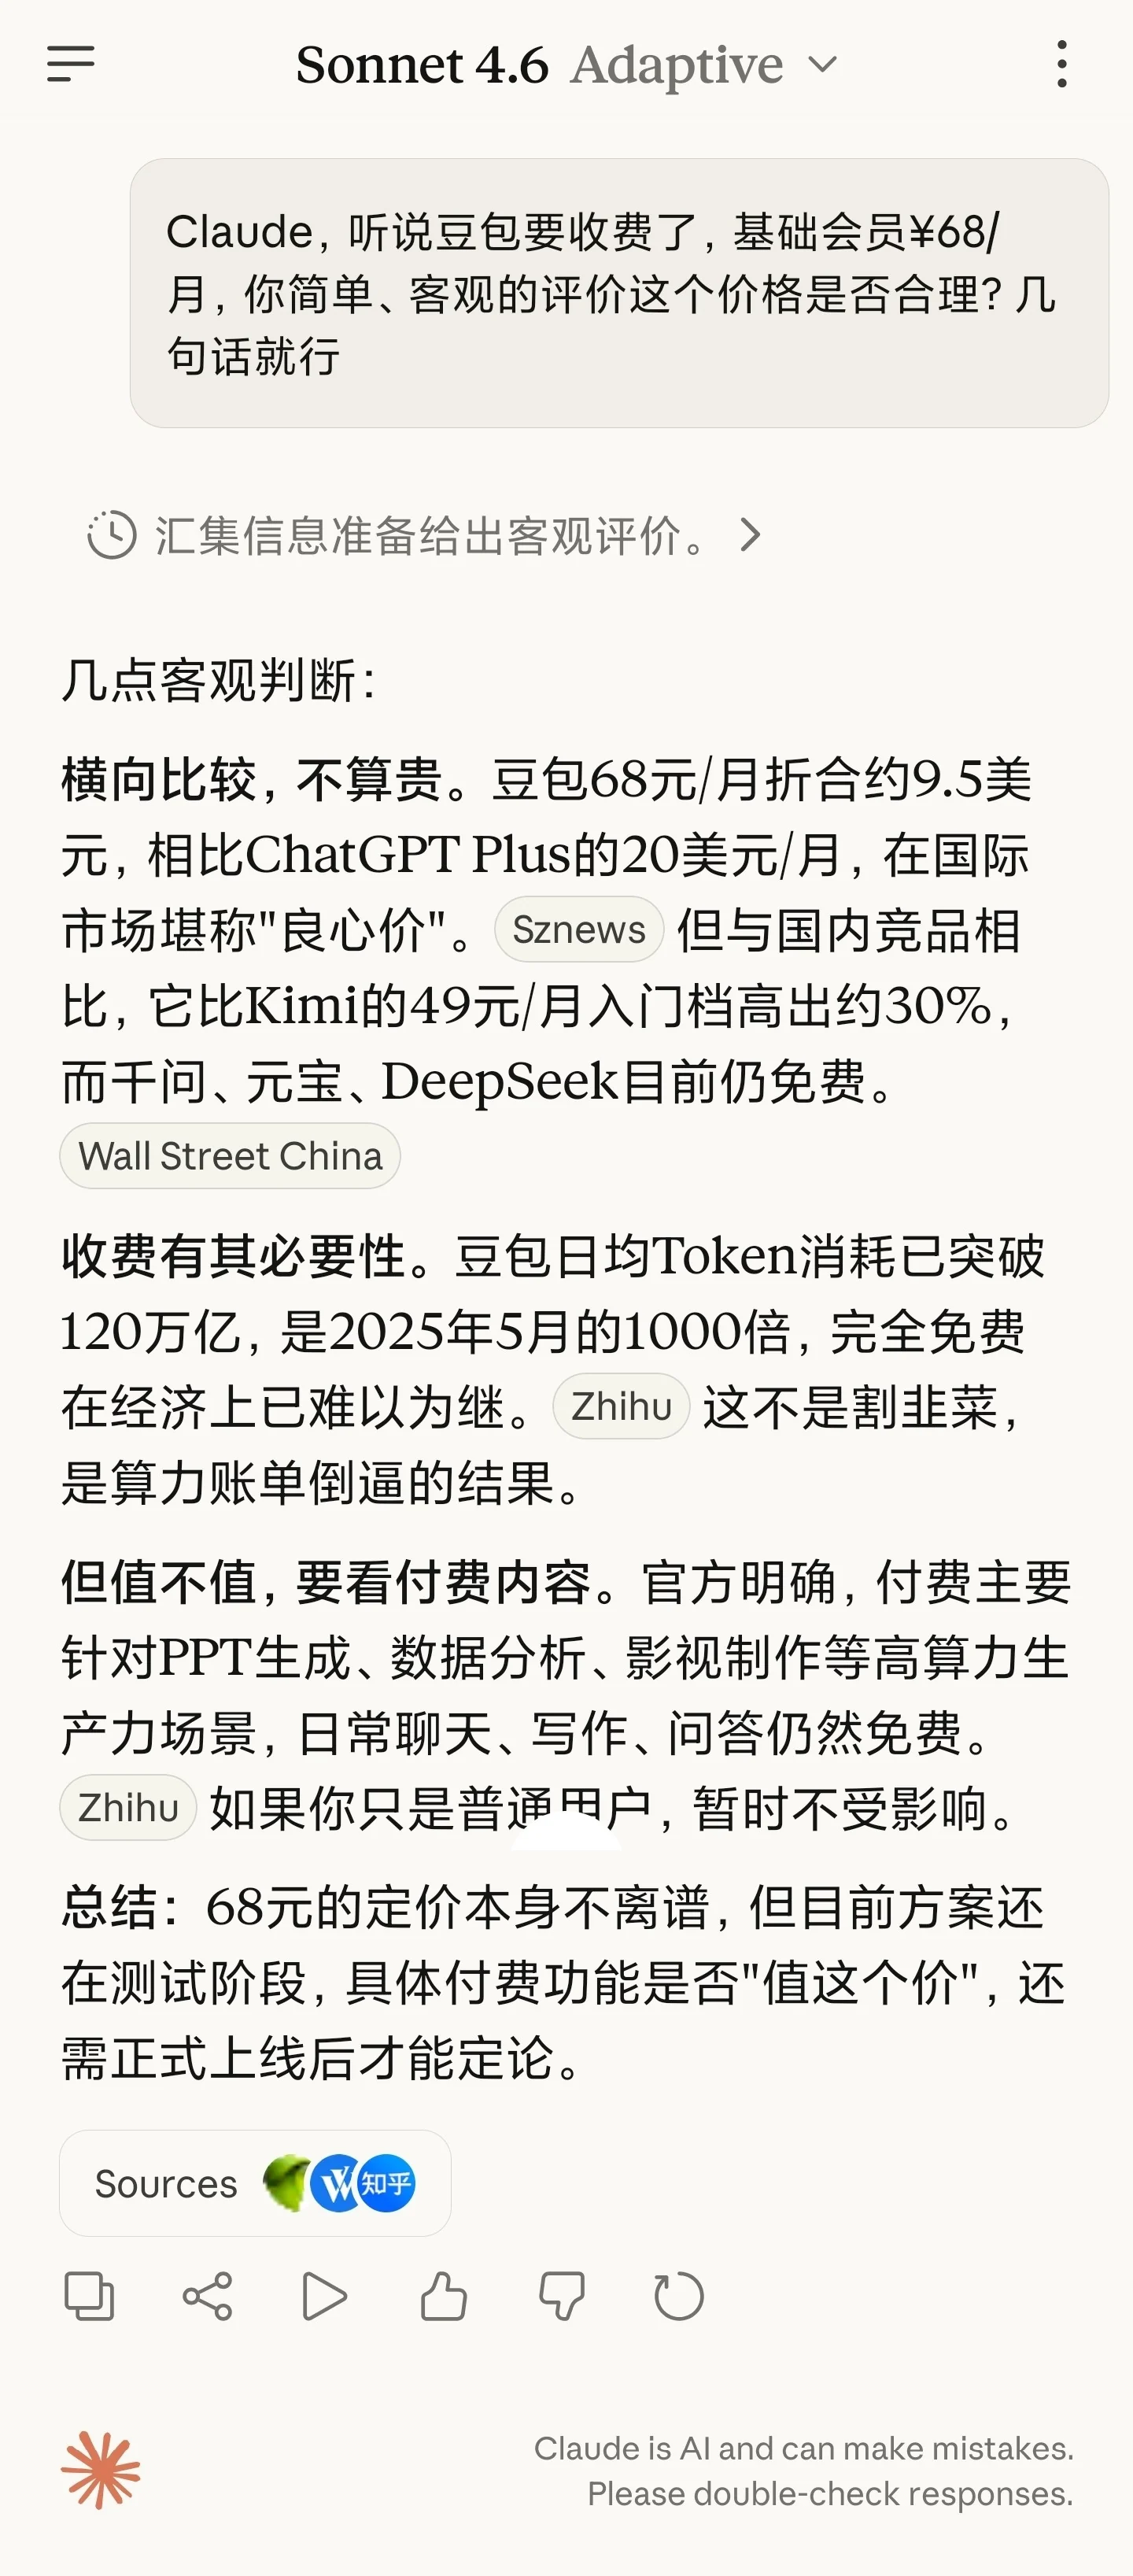 Sonnet 4.6 Adaptive
Claude，听说豆包要收费了，基础会员¥68/
月，你简单、客观的评价这个价格是否合理？几
句话就行
汇集信息准备给出客观评价。
几点客观判断：
横向比较，不算贵。豆包68元/月折合约9.5美
元，相比ChatGPT Plus的20美元/月，在国际
市场堪称"良心价"。 Sznews 但与国内竞品相
比，它比Kimi的49元/月入门档高出约30%，
而千问、元宝、DeepSeek目前仍免费。
Wall Street China
收费有其必要性。豆包日均Token消耗已突破
120万亿，是2025年5月的1000倍，完全免费
在经济上已难以为继。 Zhihu 这不是割韭菜，
是算力账单倒逼的结果。
但值不值，要看付费内容。官方明确，付费主要
针对PPT生成、数据分析、影视制作等高算力生
产力场景，日常聊天、写作、问答仍然免费。
Zhihu 如果你只是普通用户，暂时不受影响。
总结：68元的定价本身不离谱，但目前方案还
在测试阶段，具体付费功能是否"值这个价"，还
需正式上线后才能定论。
Sources 知乎
Claude is AI and can make mistakes.
Please double-check responses.